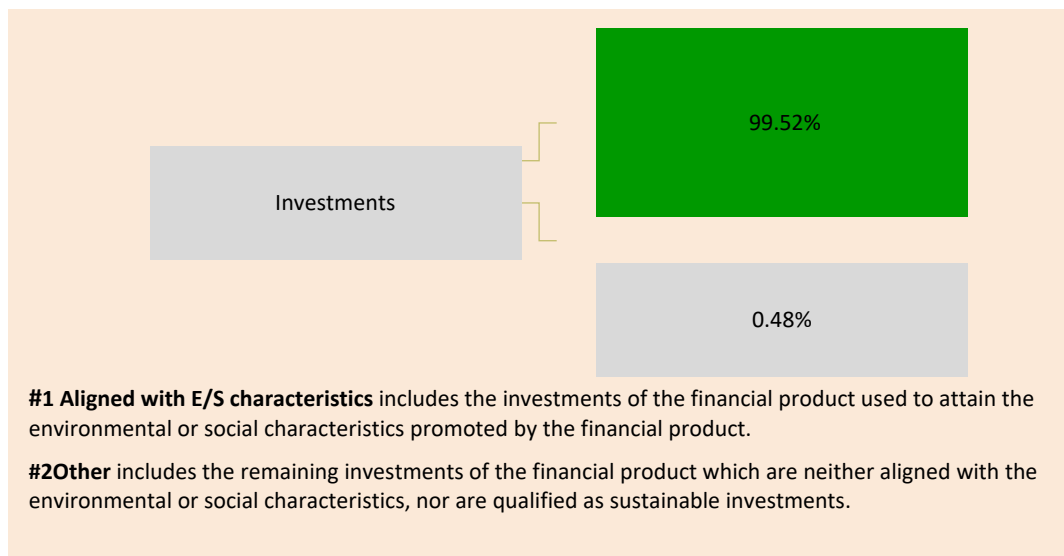 99.52%
Investments
0.48%
#1 Aligned with E/S characteristics includes the investments of the financial product used to attain the
environmental or social characteristics promoted by the financial product.
#2Other includes the remaining investments of the financial product which are neither aligned with the
environmental or social characteristics, nor are qualified as sustainable investments.